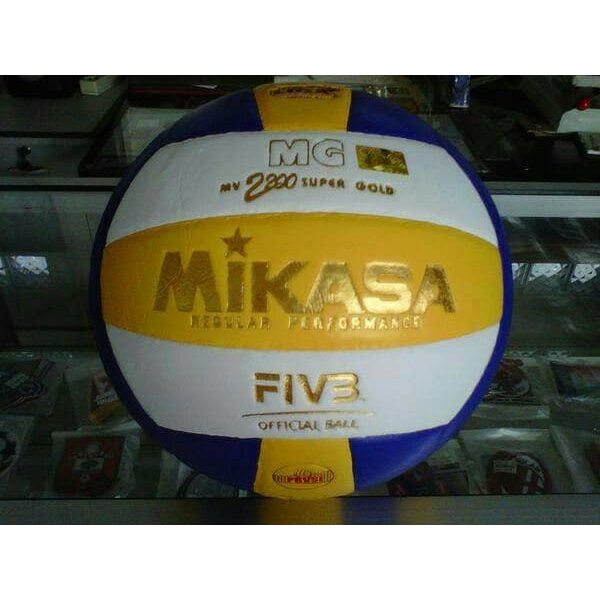 MG
MV 2200 SUPER GOLD
MIKASA
REGULAR PERFORMANCE
FIVB
OFFICIAL BALL